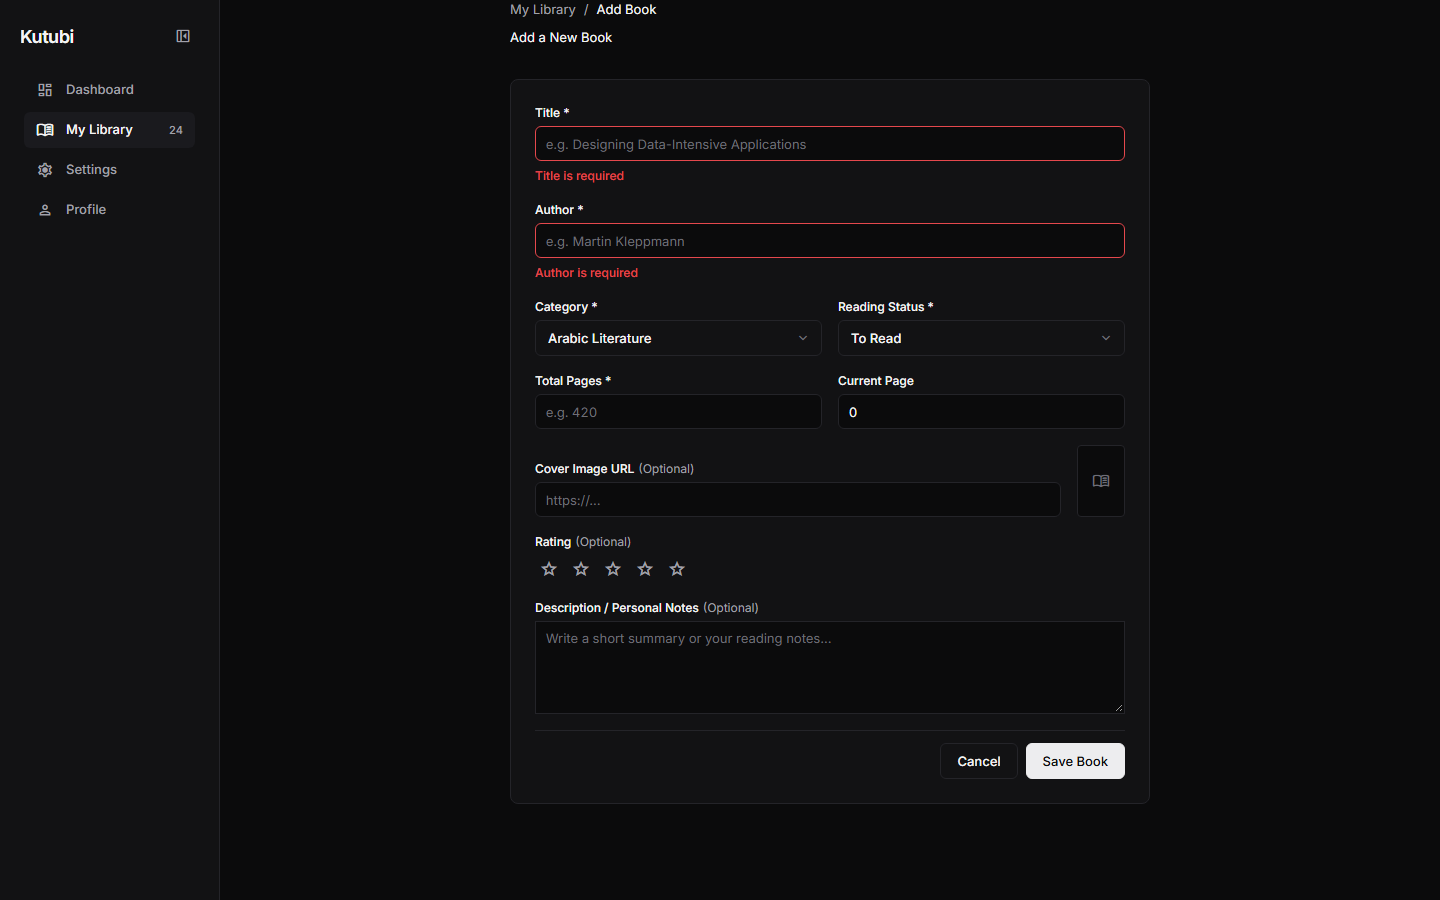 Kutubi
Dashboard
My Library 24
Settings
Profile
My Library / Add Book
Add a New Book
Title *
e.g. Designing Data-Intensive Applications
Title is required
Author *
e.g. Martin Kleppmann
Author is required
Category * Reading Status *
Arabic Literature To Read
Total Pages * Current Page
e.g. 420 0
Cover Image URL (Optional)
https://...
Rating (Optional)
Description / Personal Notes (Optional)
Write a short summary or your reading notes...
Cancel Save Book